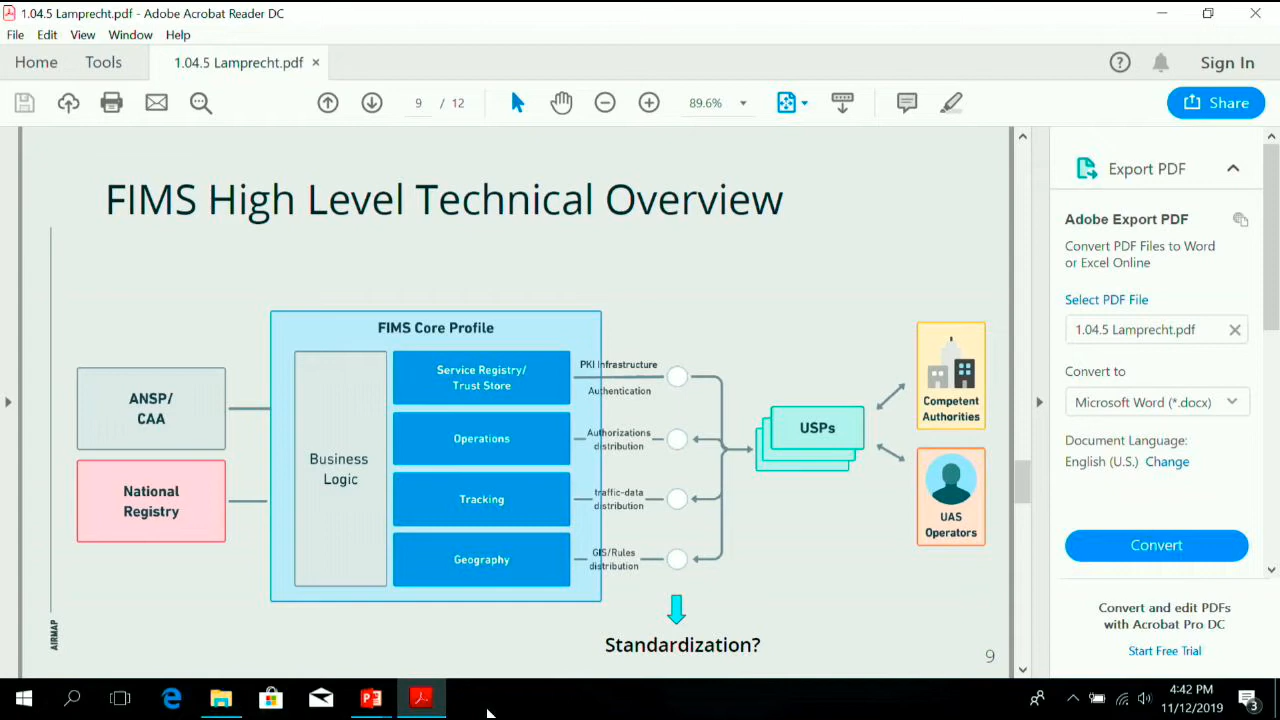 1.04.5 Lamprecht.pdf - Adobe Acrobat Reader DC
File Edit View Window Help
Home Tools 1.04.5 Lamprecht.pdf × Sign In
9 / 12 89.6% Share
FIMS High Level Technical Overview
FIMS Core Profile
ANSP/
CAA
National
Registry
Business
Logic
Service Registry/
Trust Store
Operations
Tracking
Geography
PKI Infrastructure
Authentication
Authorizations
distribution
traffic-data
distribution
GIS/Rules
distribution
USPs
Competent
Authorities
UAS
Operators
Standardization?
AIRMAP
9
Export PDF
Adobe Export PDF
Convert PDF Files to Word
or Excel Online
Select PDF File
1.04.5 Lamprecht.pdf
Convert to
Microsoft Word (*.docx)
Document Language:
English (U.S.) Change
Convert
Convert and edit PDFs
with Acrobat Pro DC
Start Free Trial
4:42 PM
11/12/2019
3